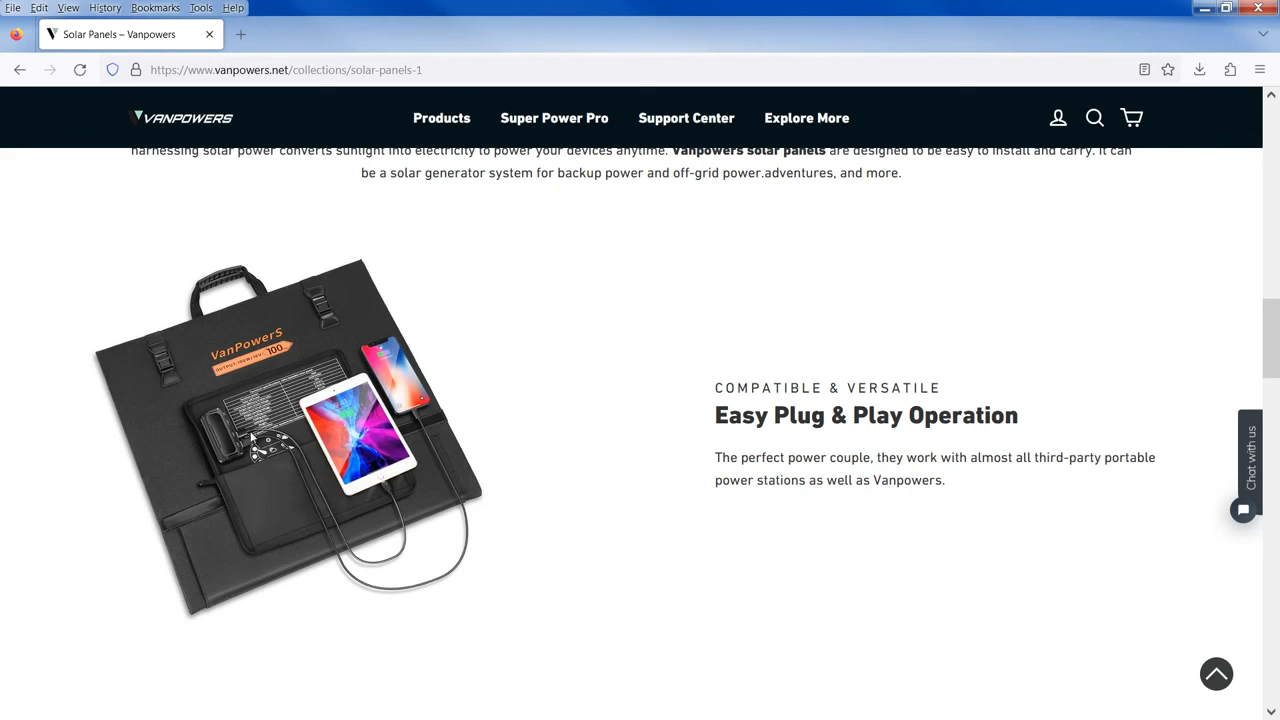 File Edit View History Bookmarks Tools Help
Solar Panels – Vanpowers
https://www.vanpowers.net/collections/solar-panels-1
VANPOWERS
Products
Super Power Pro
Support Center
Explore More
harnessing solar power converts sunlight into electricity to power your devices anytime. Vanpowers solar panels are designed to be easy to install and carry. It can
be a solar generator system for backup power and off-grid power.adventures, and more.
VanPowerS
100
COMPATIBLE & VERSATILE
Easy Plug & Play Operation
The perfect power couple, they work with almost all third-party portable
power stations as well as Vanpowers.
Chat with us